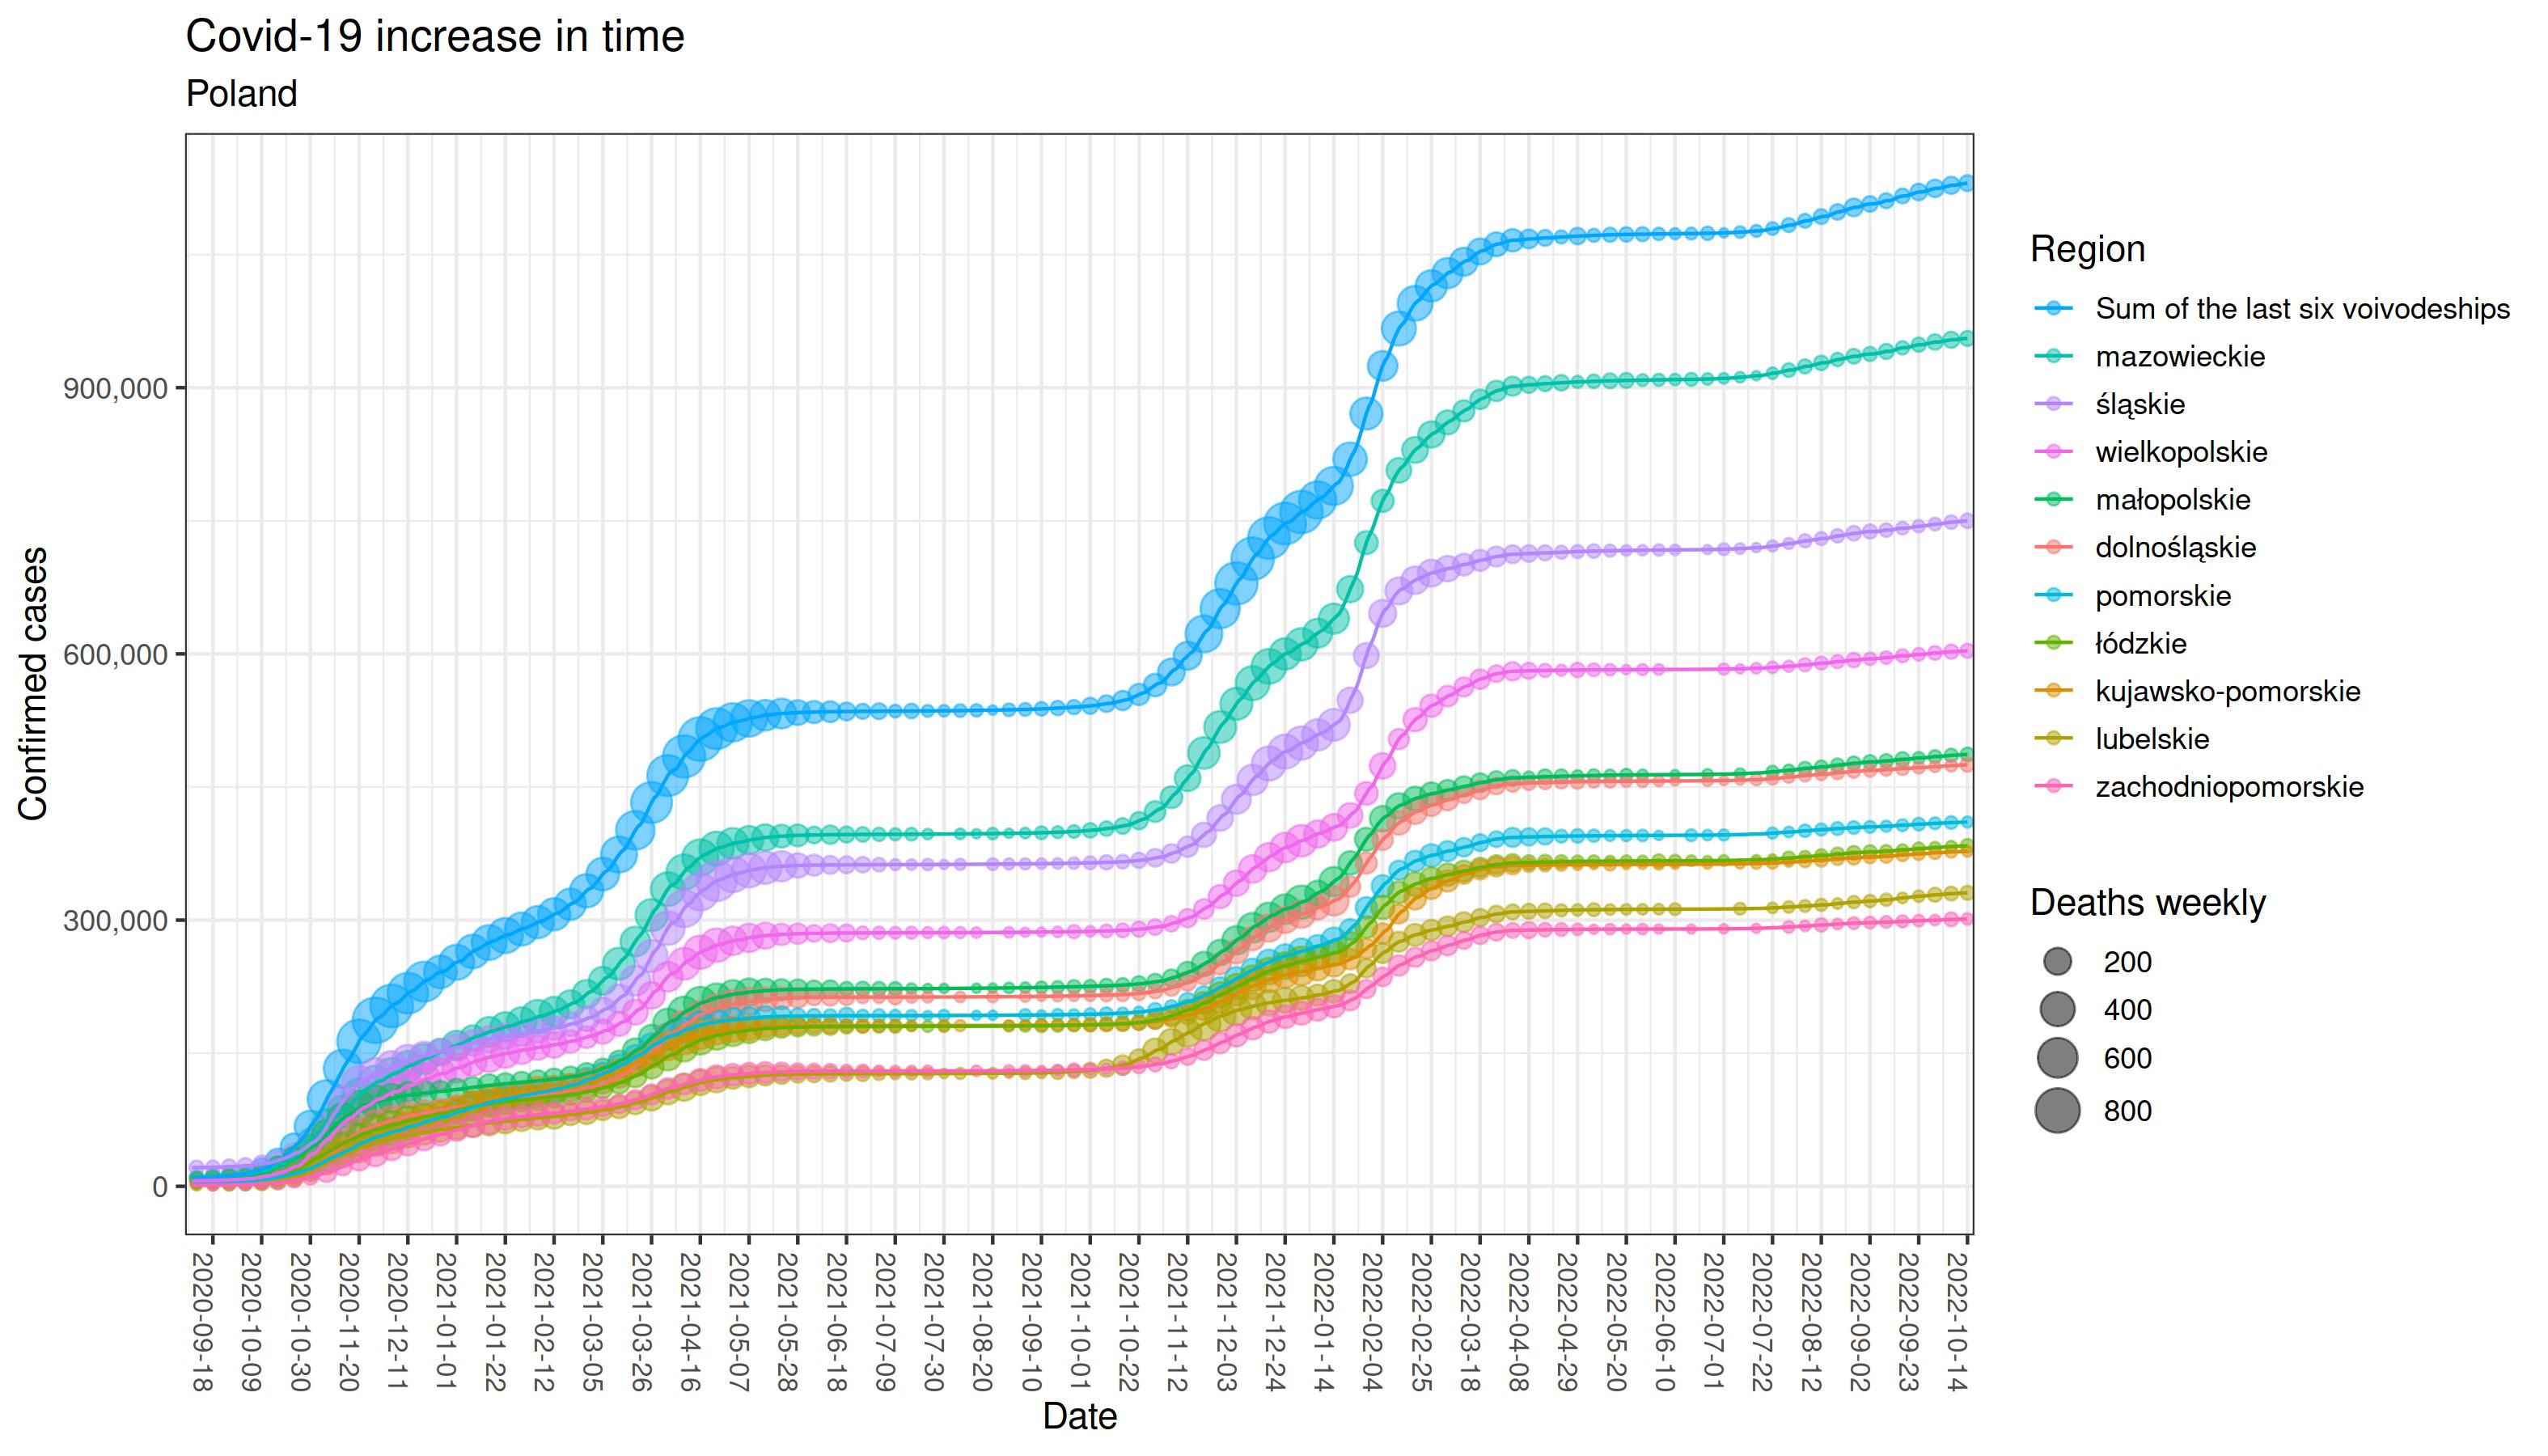 Covid-19 increase in time
Poland
Confirmed cases
900,000
600,000
300,000
0
2020-09-18
2020-10-09
2020-10-30
2020-11-20
2020-12-11
2021-01-01
2021-01-22
2021-02-12
2021-03-05
2021-03-26
2021-04-16
2021-05-07
2021-05-28
2021-06-18
2021-07-09
2021-07-30
2021-08-20
2021-09-10
2021-10-01
2021-10-22
2021-11-12
2021-12-03
2021-12-24
2022-01-14
2022-02-04
2022-02-25
2022-03-18
2022-04-08
2022-04-29
2022-05-20
2022-06-10
2022-07-01
2022-07-22
2022-08-12
2022-09-02
2022-09-23
2022-10-14
Date
Region
Sum of the last six voivodeships
mazowieckie
śląskie
wielkopolskie
małopolskie
dolnośląskie
pomorskie
łódzkie
kujawsko-pomorskie
lubelskie
zachodniopomorskie
Deaths weekly
200
400
600
800